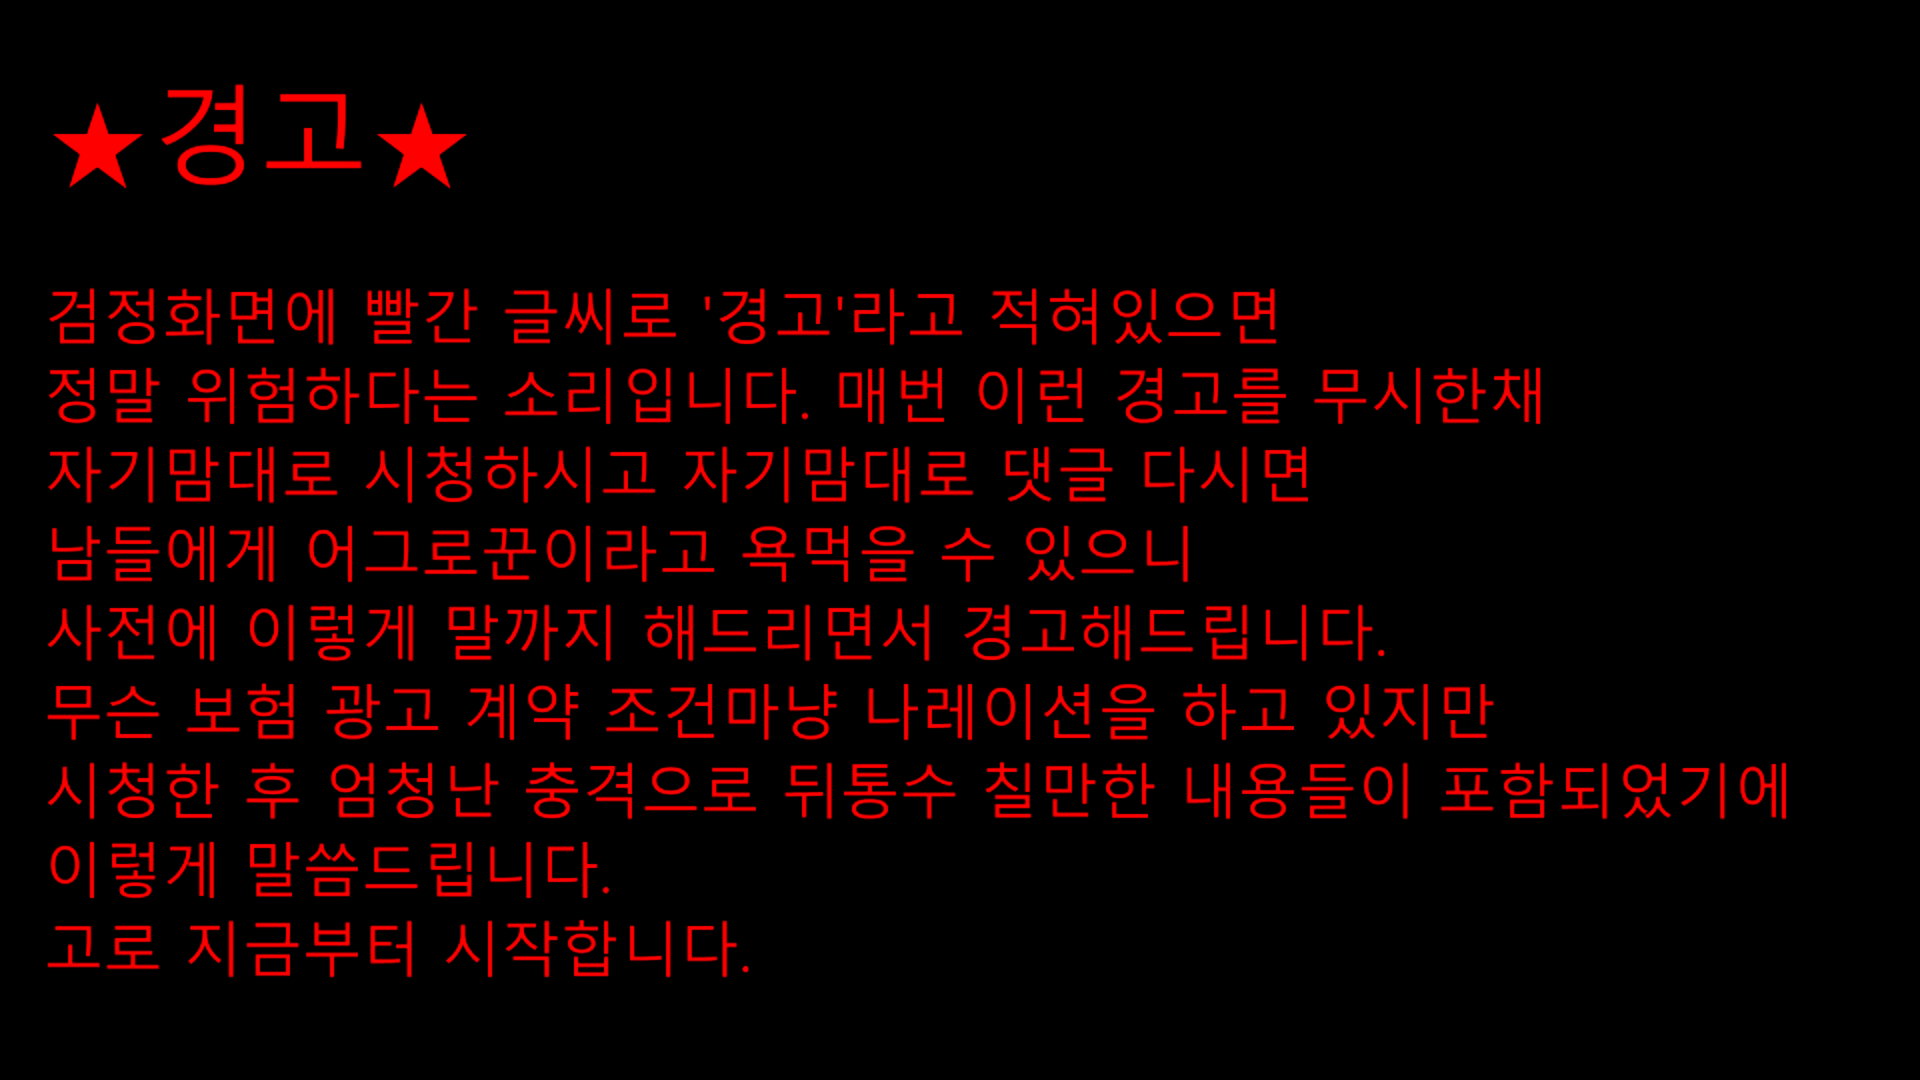 ★경고★
검정화면에 빨간 글씨로 '경고'라고 적혀있으면
정말 위험하다는 소리입니다. 매번 이런 경고를 무시한채
자기맘대로 시청하시고 자기맘대로 댓글 다시면
남들에게 어그로꾼이라고 욕먹을 수 있으니
사전에 이렇게 말까지 해드리면서 경고해드립니다.
무슨 보험 광고 계약 조건마냥 나레이션을 하고 있지만
시청한 후 엄청난 충격으로 뒤통수 칠만한 내용들이 포함되었기에
이렇게 말씀드립니다.
고로 지금부터 시작합니다.